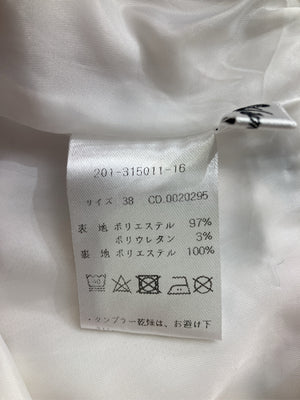 201-315011-16
サイズ 38 CD.0020295
表 地 ポリエステル 97%
ポリウレタン 3%
裏 地 ポリエステル 100%
・タンブラー乾燥は、お避け下